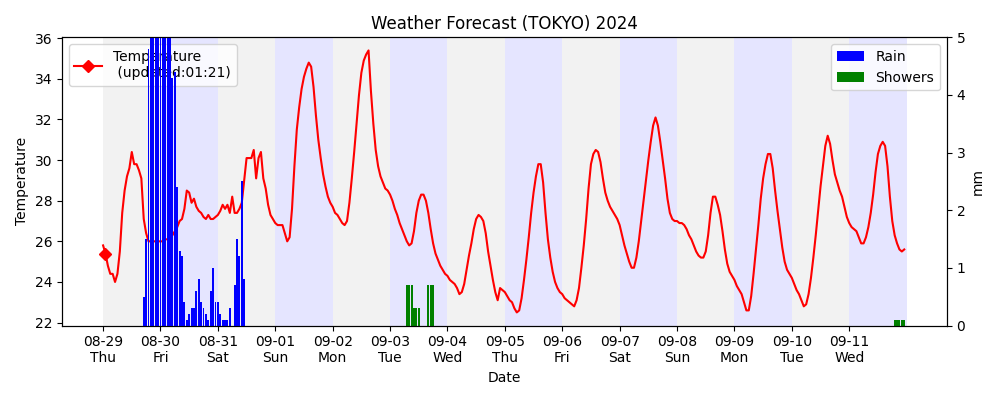 Weather Forecast (TOKYO) 2024
Temperature
(updated:01:21)
Rain
Showers
Temperature
36
34
32
30
28
26
24
22
5
4
3
2
1
0
mm
08-29 08-30 08-31 09-01 09-02 09-03 09-04 09-05 09-06 09-07 09-08 09-09 09-10 09-11
Thu Fri Sat Sun Mon Tue Wed Thu Fri Sat Sun Mon Tue Wed
Date